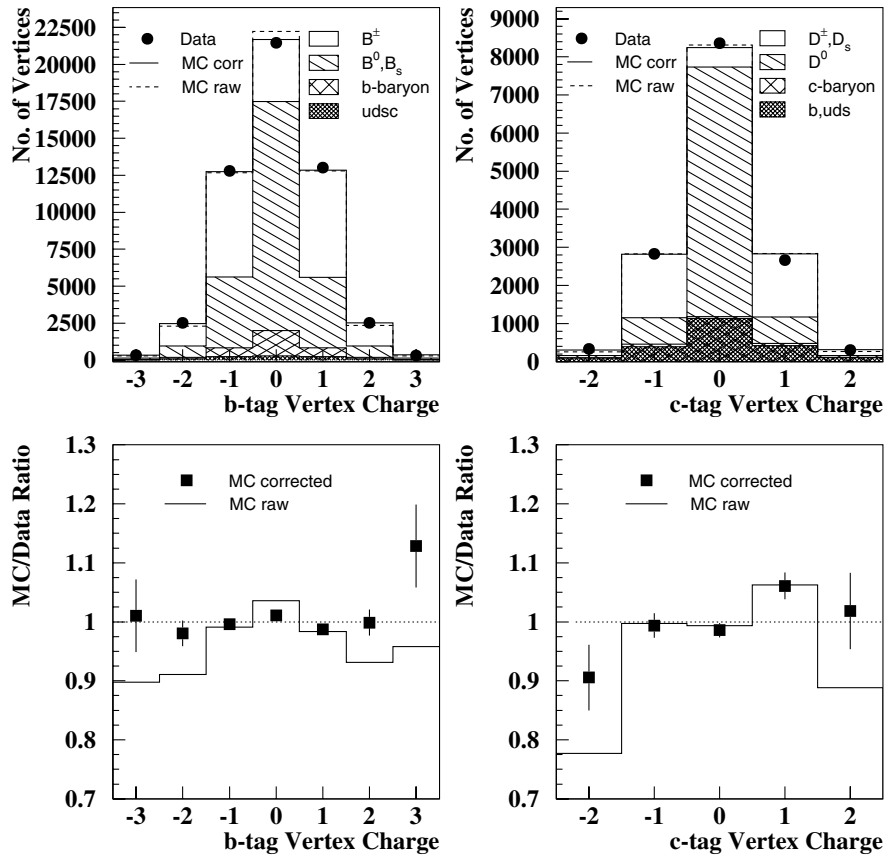 No. of Vertices
22500
20000
17500
15000
12500
10000
7500
5000
2500
0
Data
MC corr
MC raw
B±
B⁰,Bₛ
b-baryon
udsc
-3 -2 -1 0 1 2 3
b-tag Vertex Charge
No. of Vertices
9000
8000
7000
6000
5000
4000
3000
2000
1000
0
Data
MC corr
MC raw
D±,Dₛ
D⁰
c-baryon
b,uds
-2 -1 0 1 2
c-tag Vertex Charge
MC/Data Ratio
1.3
1.2
1.1
1
0.9
0.8
0.7
MC corrected
MC raw
-3 -2 -1 0 1 2 3
b-tag Vertex Charge
MC/Data Ratio
1.3
1.2
1.1
1
0.9
0.8
0.7
MC corrected
MC raw
-2 -1 0 1 2
c-tag Vertex Charge